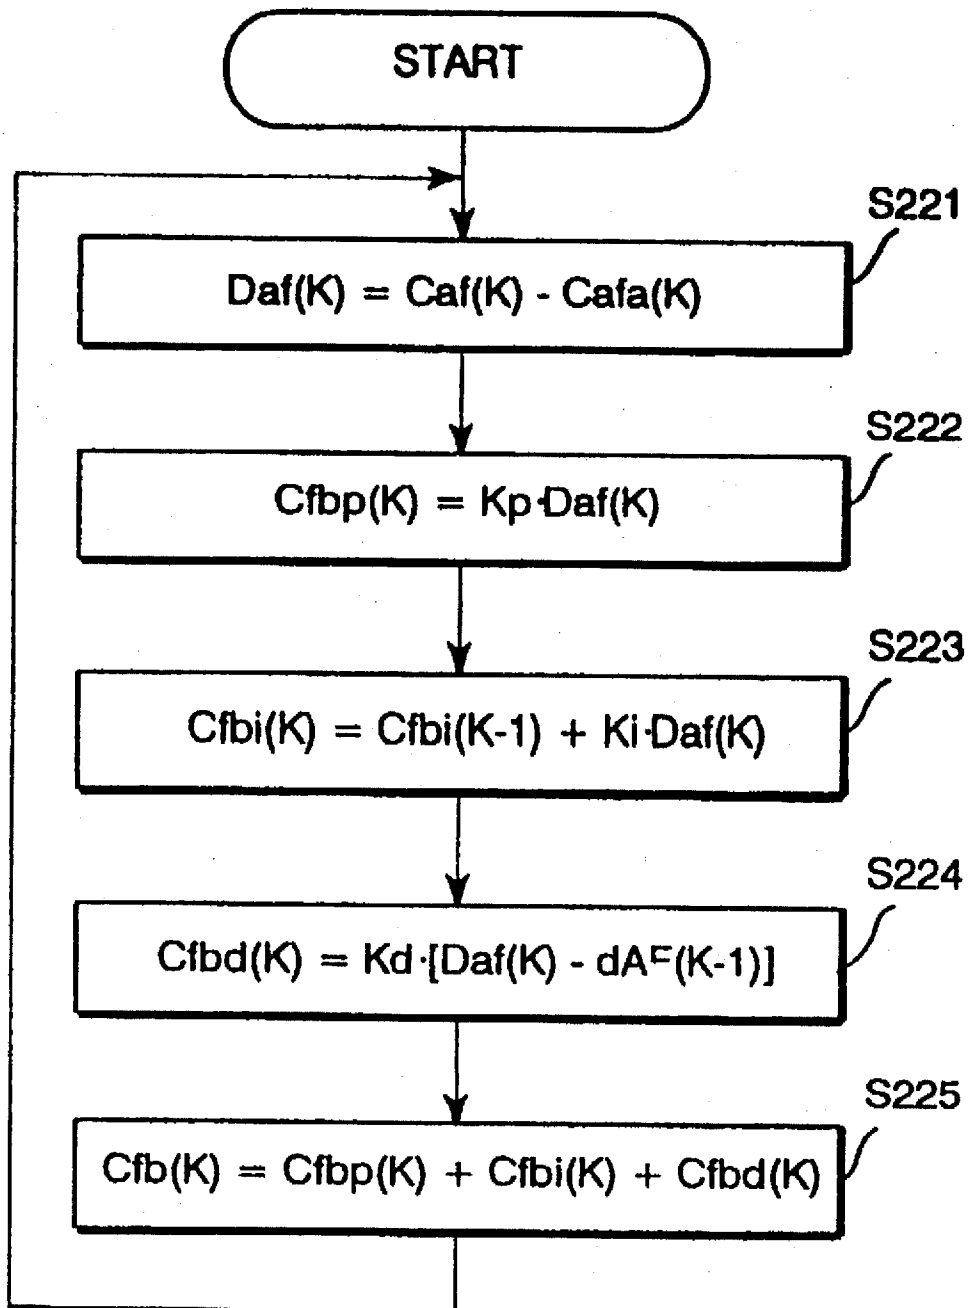 START
S221
Daf(K) = Caf(K) - Cafa(K)
S222
Cfbp(K) = Kp·Daf(K)
S223
Cfbi(K) = Cfbi(K-1) + Ki·Daf(K)
S224
Cfbd(K) = Kd·[Daf(K) - dAF(K-1)]
S225
Cfb(K) = Cfbp(K) + Cfbi(K) + Cfbd(K)